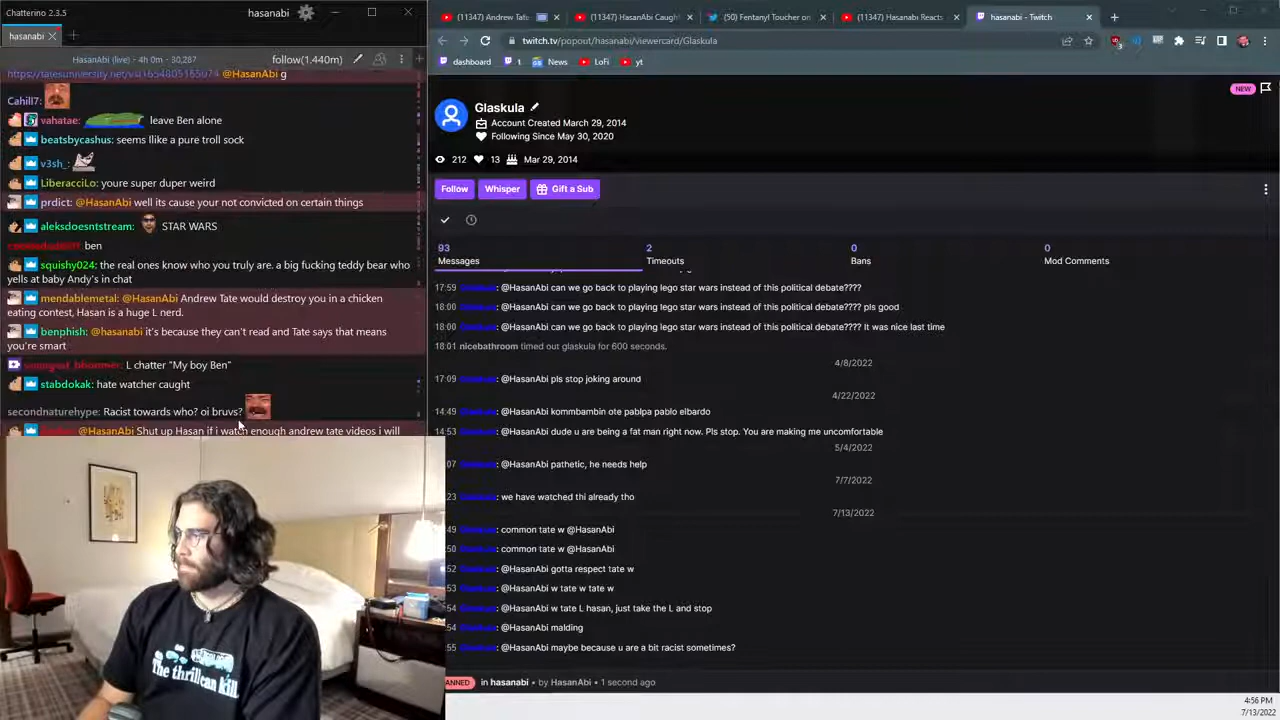 Chatterino 2.3.5
hasanabi
hasanabi
HasanAbi (live) - 4h 0m - 30,287
follow(1.440m)
@HasanAbi g
Cahill7:
vahatae: leave Ben alone
beatsbycashus: seems llike a pure troll sock
v3sh_:
LiberacciLo: youre super duper weird
prdict: @HasanAbi well its cause your not convicted on certain things
aleksdoesntstream: STAR WARS
ben
squishy024: the real ones know who you truly are. a big fucking teddy bear who
yells at baby Andy's in chat
mendablemetal: @HasanAbi Andrew Tate would destroy you in a chicken
eating contest, Hasan is a huge L nerd.
benphish: @hasanabi it's because they can't read and Tate says that means
you're smart
L chatter "My boy Ben"
stabdokak: hate watcher caught
secondnaturehype: Racist towards who? oi bruvs?
@HasanAbi Shut up Hasan if i watch enough andrew tate videos i will
The thrill can kill
(11347) Andrew Tate
(11347) HasanAbi Caugh
(50) Fentanyl Toucher on
(11347) Hasanabi Reacts
hasanabi - Twitch
twitch.tv/popout/hasanabi/viewercard/Glaskula
dashboard
t
News
LoFi
yt
NEW
Glaskula
Account Created March 29, 2014
Following Since May 30, 2020
212 13 Mar 29, 2014
Follow
Whisper
Gift a Sub
93 2 0 0
Messages Timeouts Bans Mod Comments
17:59 : @HasanAbi can we go back to playing lego star wars instead of this political debate????
18:00 : @HasanAbi can we go back to playing lego star wars instead of this political debate???? pls good
18:00 : @HasanAbi can we go back to playing lego star wars instead of this political debate???? It was nice last time
18:01 nicebathroom timed out glaskula for 600 seconds.
4/8/2022
17:09 : @HasanAbi pls stop joking around
4/22/2022
14:49 : @HasanAbi kommbambin ote pablpa pablo elbardo
14:53 : @HasanAbi dude u are being a fat man right now. Pls stop. You are making me uncomfortable
5/4/2022
:07 : @HasanAbi pathetic, he needs help
7/7/2022
:23 : we have watched thi already tho
7/13/2022
:49 : common tate w @HasanAbi
:50 : common tate w @HasanAbi
:52 : @HasanAbi gotta respect tate w
:53 : @HasanAbi w tate w tate w
:54 : @HasanAbi w tate L hasan, just take the L and stop
:54 : @HasanAbi malding
:55 : @HasanAbi maybe because u are a bit racist sometimes?
ANNED in hasanabi • by HasanAbi • 1 second ago
4:56 PM
7/13/2022